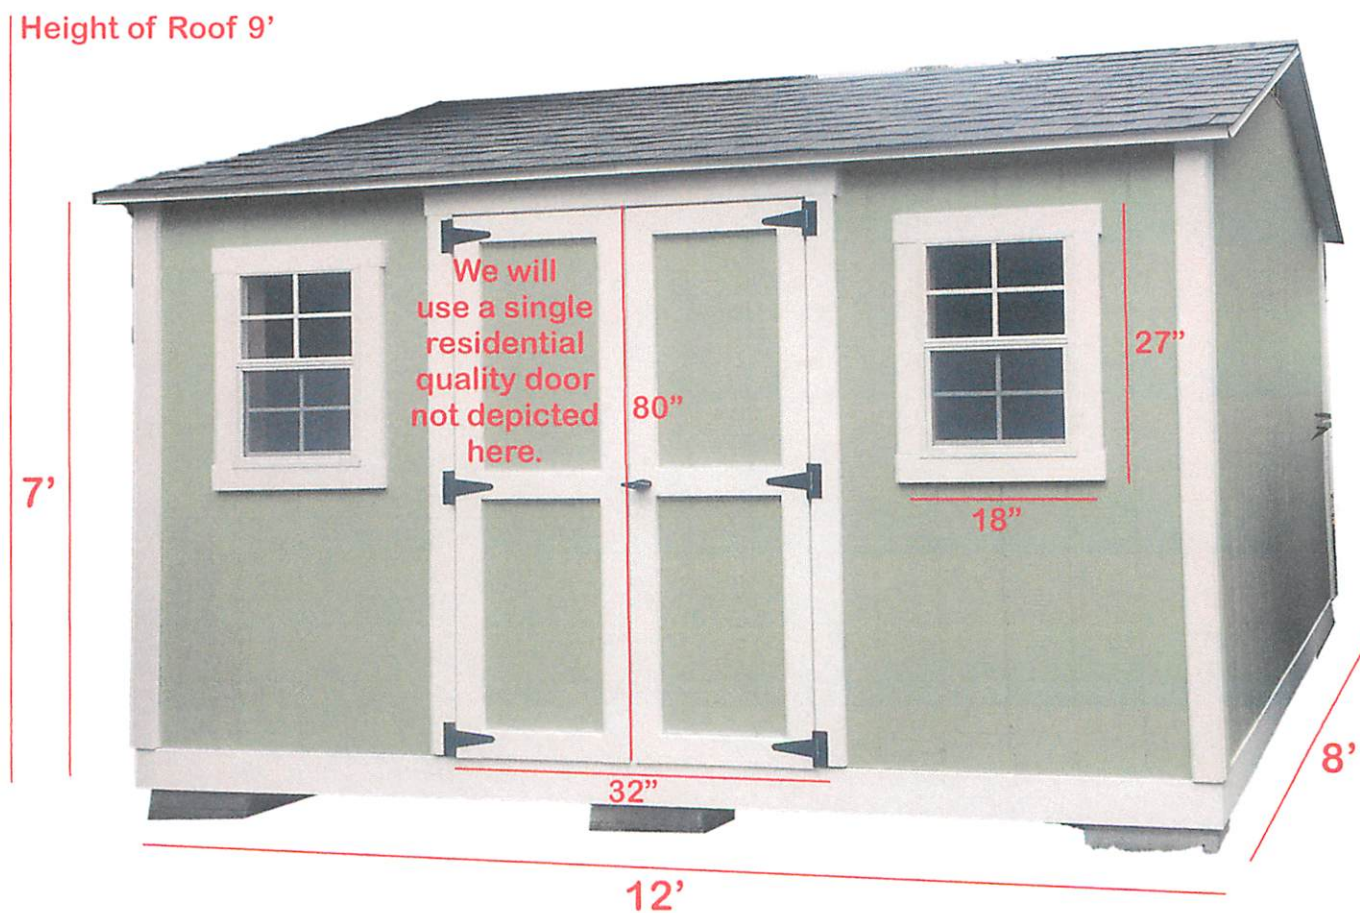 Height of Roof 9’
We will
use a single
residential
quality door
not depicted
here.
80”
27”
18”
7’
32”
8’
12’